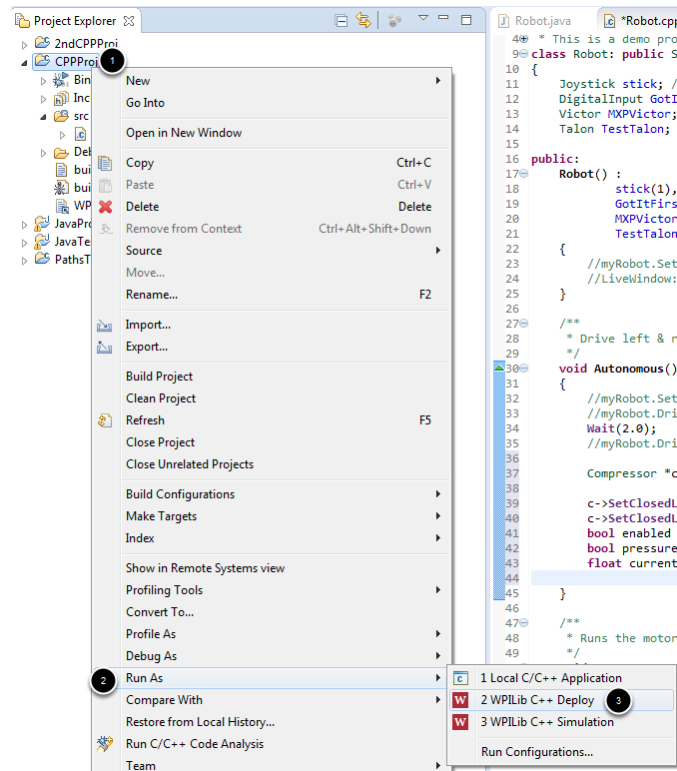 Project Explorer
Robot.java
*Robot.cpp
2ndCPPProj
CPPProj
1
Bin
Inc
src
Deb
bui
bui
WP
JavaPro
JavaTe
PathsT
New
Go Into
Open in New Window
Copy Ctrl+C
Paste Ctrl+V
Delete Delete
Remove from Context Ctrl+Alt+Shift+Down
Source
Move...
Rename... F2
Import...
Export...
Build Project
Clean Project
Refresh F5
Close Project
Close Unrelated Projects
Build Configurations
Make Targets
Index
Show in Remote Systems view
Profiling Tools
Convert To...
Profile As
Debug As
2 Run As
Compare With
Restore from Local History...
Run C/C++ Code Analysis
Team
1 Local C/C++ Application
2 WPILib C++ Deploy 3
3 WPILib C++ Simulation
Run Configurations...
4 * This is a demo pro
9 class Robot: public S
10 {
11 Joystick stick; /
12 DigitalInput GotI
13 Victor MXPVictor;
14 Talon TestTalon;
15
16 public:
17 Robot() :
18 stick(1),
19 GotItFirs
20 MXPVictor
21 TestTalon
22 {
23 //myRobot.Set
24 //LiveWindow:
25 }
26
27 /**
28 * Drive left & r
29 */
30 void Autonomous()
31 {
32 //myRobot.Set
33 //myRobot.Dri
34 Wait(2.0);
35 //myRobot.Dri
36
37 Compressor *c
38
39 c->SetClosedL
40 c->SetClosedL
41 bool enabled
42 bool pressure
43 float current
44
45 }
46
47 /**
48 * Runs the motor
49 */